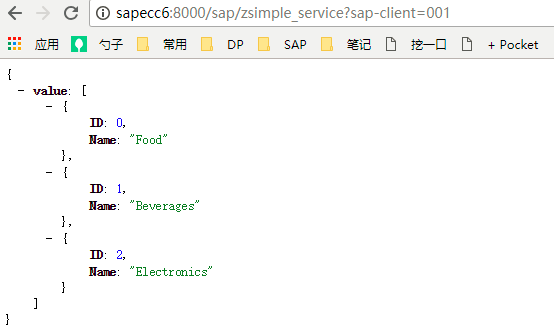 sapecc6:8000/sap/zsimple_service?sap-client=001
应用 勺子 常用 DP SAP 笔记 挖一口 + Pocket
{
- value: [
- {
ID: 0,
Name: "Food"
},
- {
ID: 1,
Name: "Beverages"
},
- {
ID: 2,
Name: "Electronics"
}
]
}